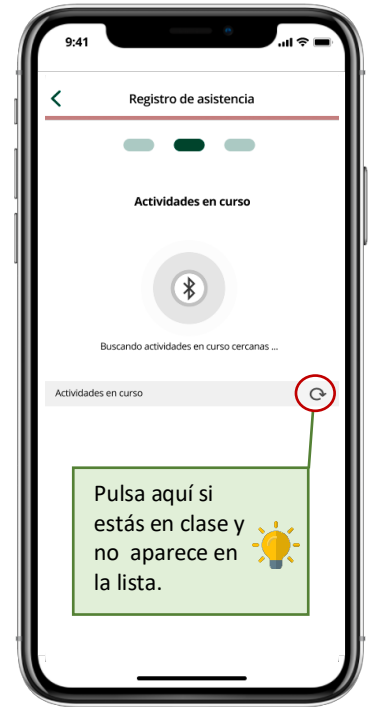 9:41
Registro de asistencia
Actividades en curso
Buscando actividades en curso cercanas ...
Actividades en curso
Pulsa aquí si
estás en clase y
no aparece en
la lista.